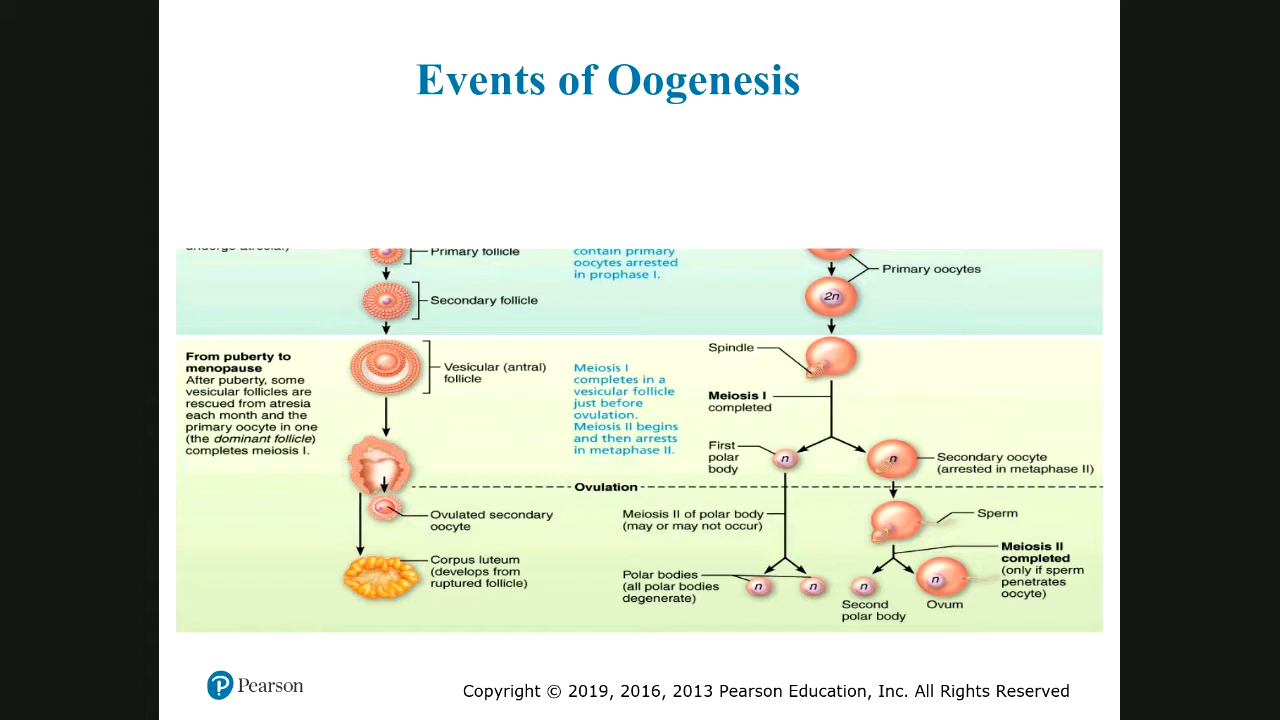 Events of Oogenesis
Primary follicle
contain primary
oocytes arrested
in prophase I.
Primary oocytes
2n
Secondary follicle
From puberty to
menopause
After puberty, some
vesicular follicles are
rescued from atresia
each month and the
primary oocyte in one
(the dominant follicle)
completes meiosis I.
Vesicular (antral)
follicle
Meiosis I
completes in a
vesicular follicle
just before
ovulation.
Meiosis II begins
and then arrests
in metaphase II.
Spindle
Meiosis I
completed
First
polar
body
n
n
Secondary oocyte
(arrested in metaphase II)
Ovulation
Ovulated secondary
oocyte
Meiosis II of polar body
(may or may not occur)
Sperm
Corpus luteum
(develops from
ruptured follicle)
Polar bodies
(all polar bodies
degenerate)
n
n
n
n
Meiosis II
completed
(only if sperm
penetrates
oocyte)
Second
polar body
Ovum
Pearson
Copyright © 2019, 2016, 2013 Pearson Education, Inc. All Rights Reserved